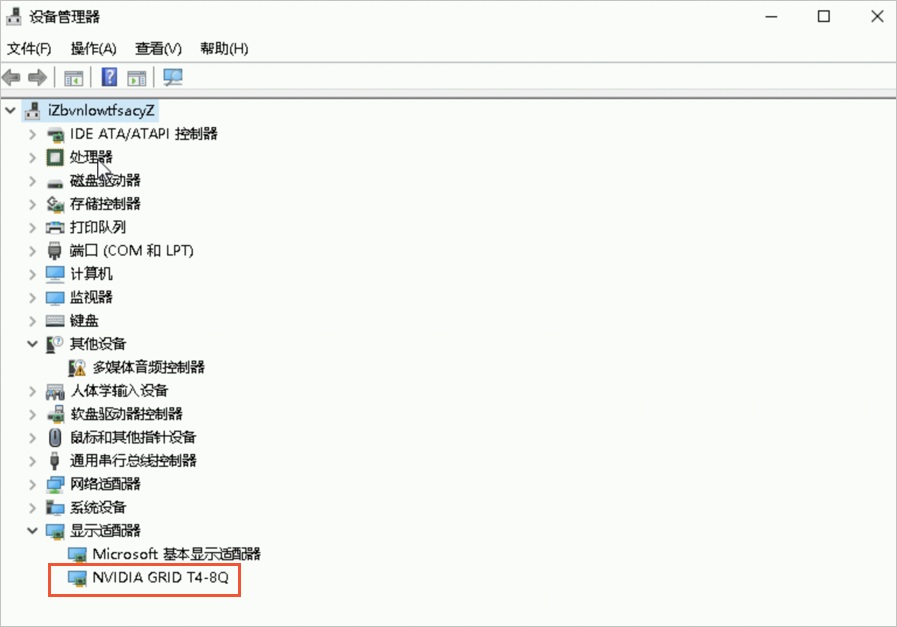 设备管理器
文件(F) 操作(A) 查看(V) 帮助(H)
iZbvnlowtfsacyZ
IDE ATA/ATAPI 控制器
处理器
磁盘驱动器
存储控制器
打印队列
端口 (COM 和 LPT)
计算机
监视器
键盘
其他设备
多媒体音频控制器
人体学输入设备
软盘驱动器控制器
鼠标和其他指针设备
通用串行总线控制器
网络适配器
系统设备
显示适配器
Microsoft 基本显示适配器
NVIDIA GRID T4-8Q